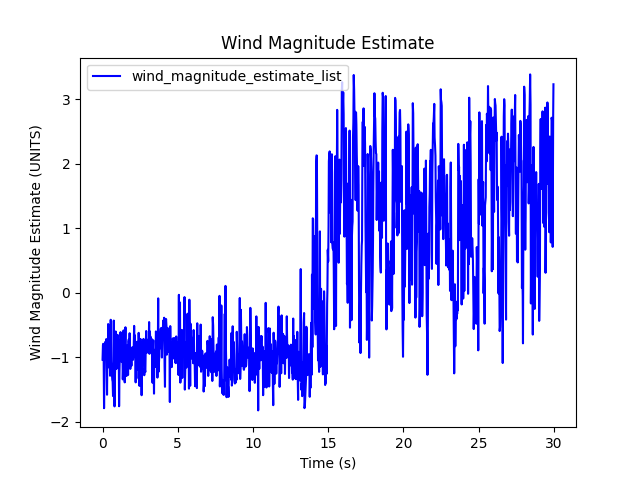 Wind Magnitude Estimate
wind_magnitude_estimate_list
Wind Magnitude Estimate (UNITS)
3
2
1
0
−1
−2
0 5 10 15 20 25 30
Time (s)